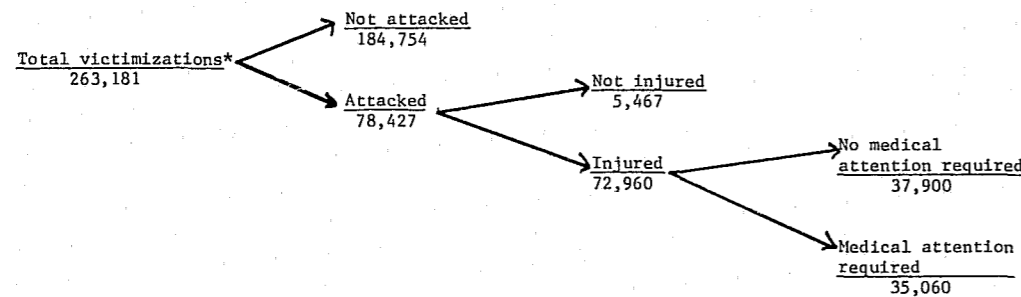 Not attacked
184,754
Total victimizations*
263,181
Attacked
78,427
Not injured
5,467
Injured
72,960
No medical
attention required
37,900
Medical attention
required
35,060